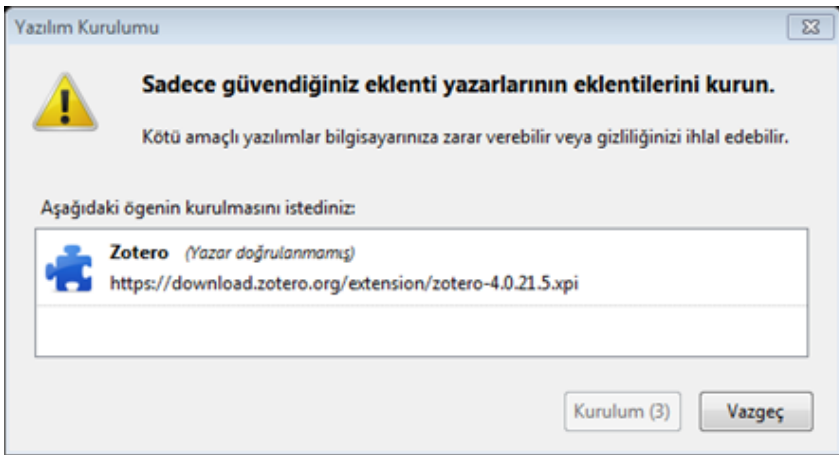 Yazılım Kurulumu
Sadece güvendiğiniz eklenti yazarlarının eklentilerini kurun.
Kötü amaçlı yazılımlar bilgisayarınıza zarar verebilir veya gizliliğinizi ihlal edebilir.
Aşağıdaki ögenin kurulmasını istediniz:
Zotero (Yazar doğrulanmamış)
https://download.zotero.org/extension/zotero-4.0.21.5.xpi
Kurulum (3) Vazgeç